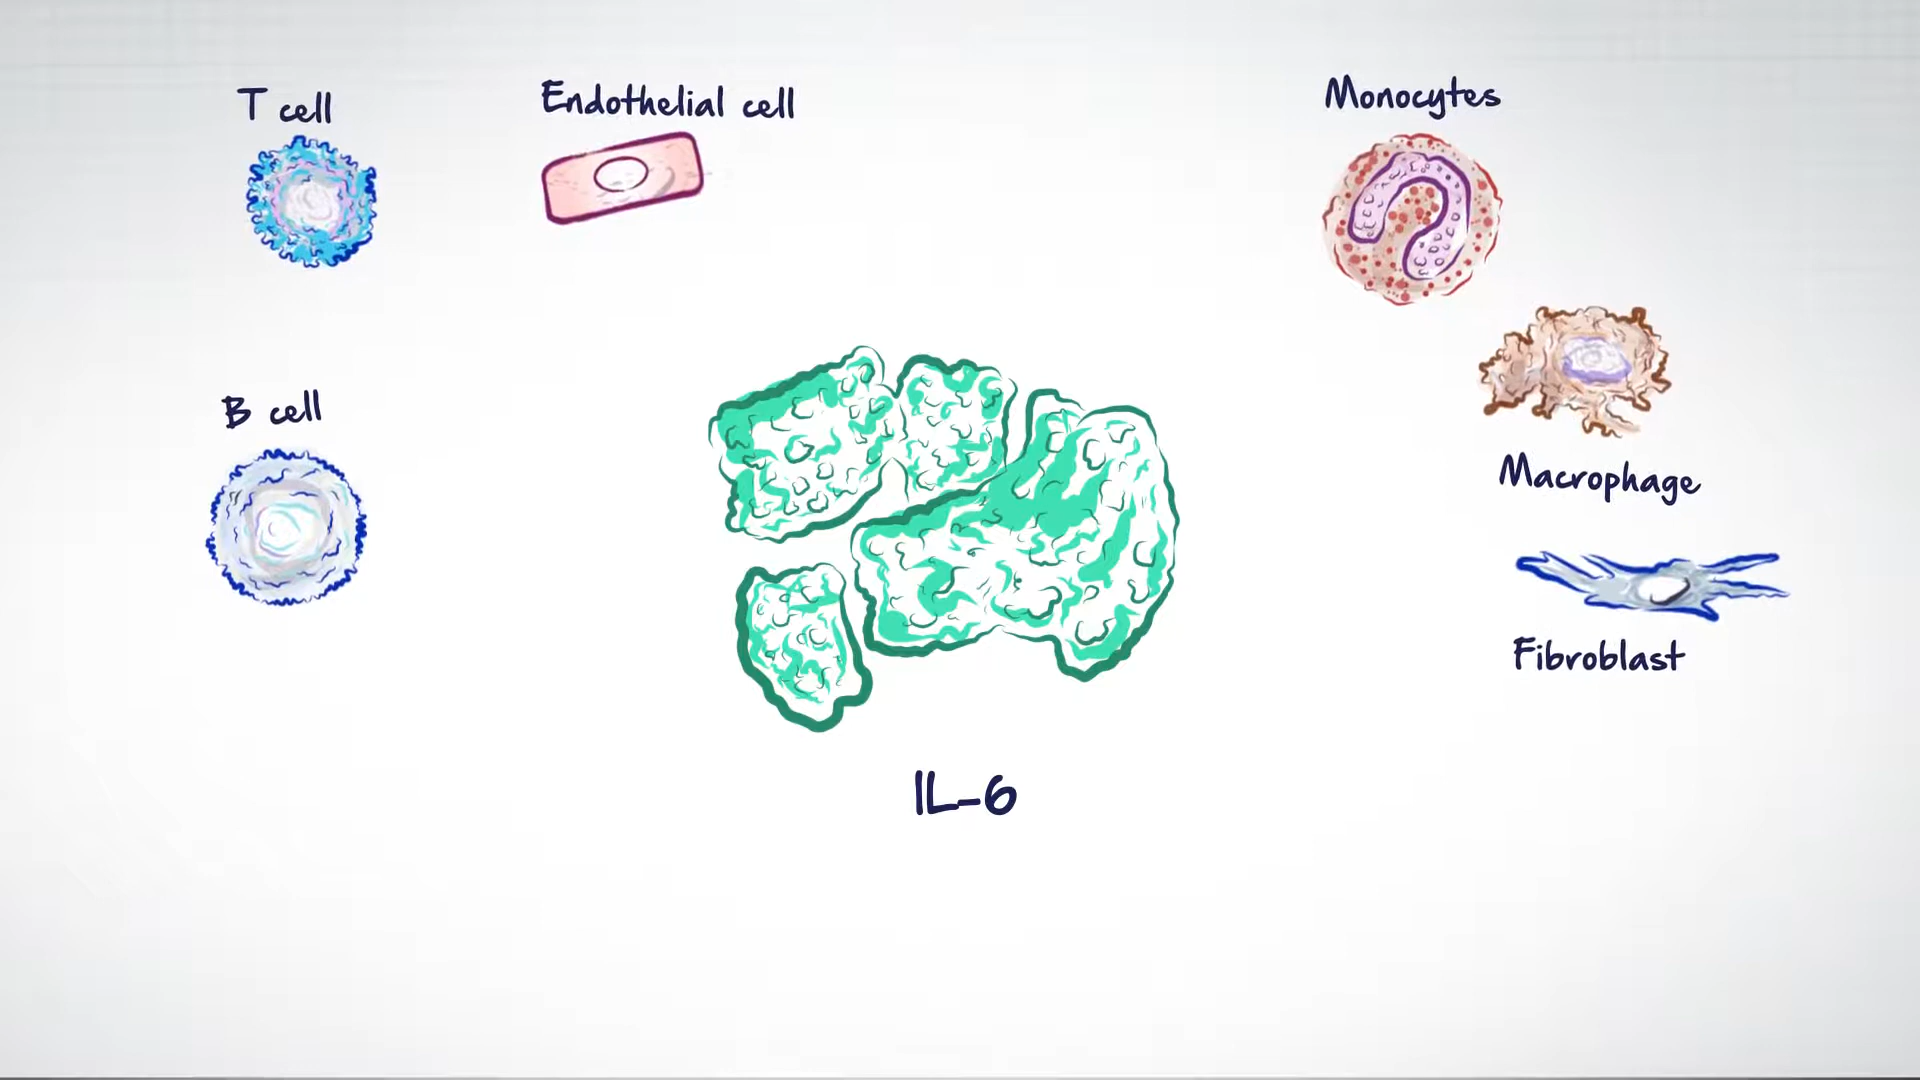 T cell
Endothelial cell
Monocytes
B cell
Macrophage
Fibroblast
IL-6